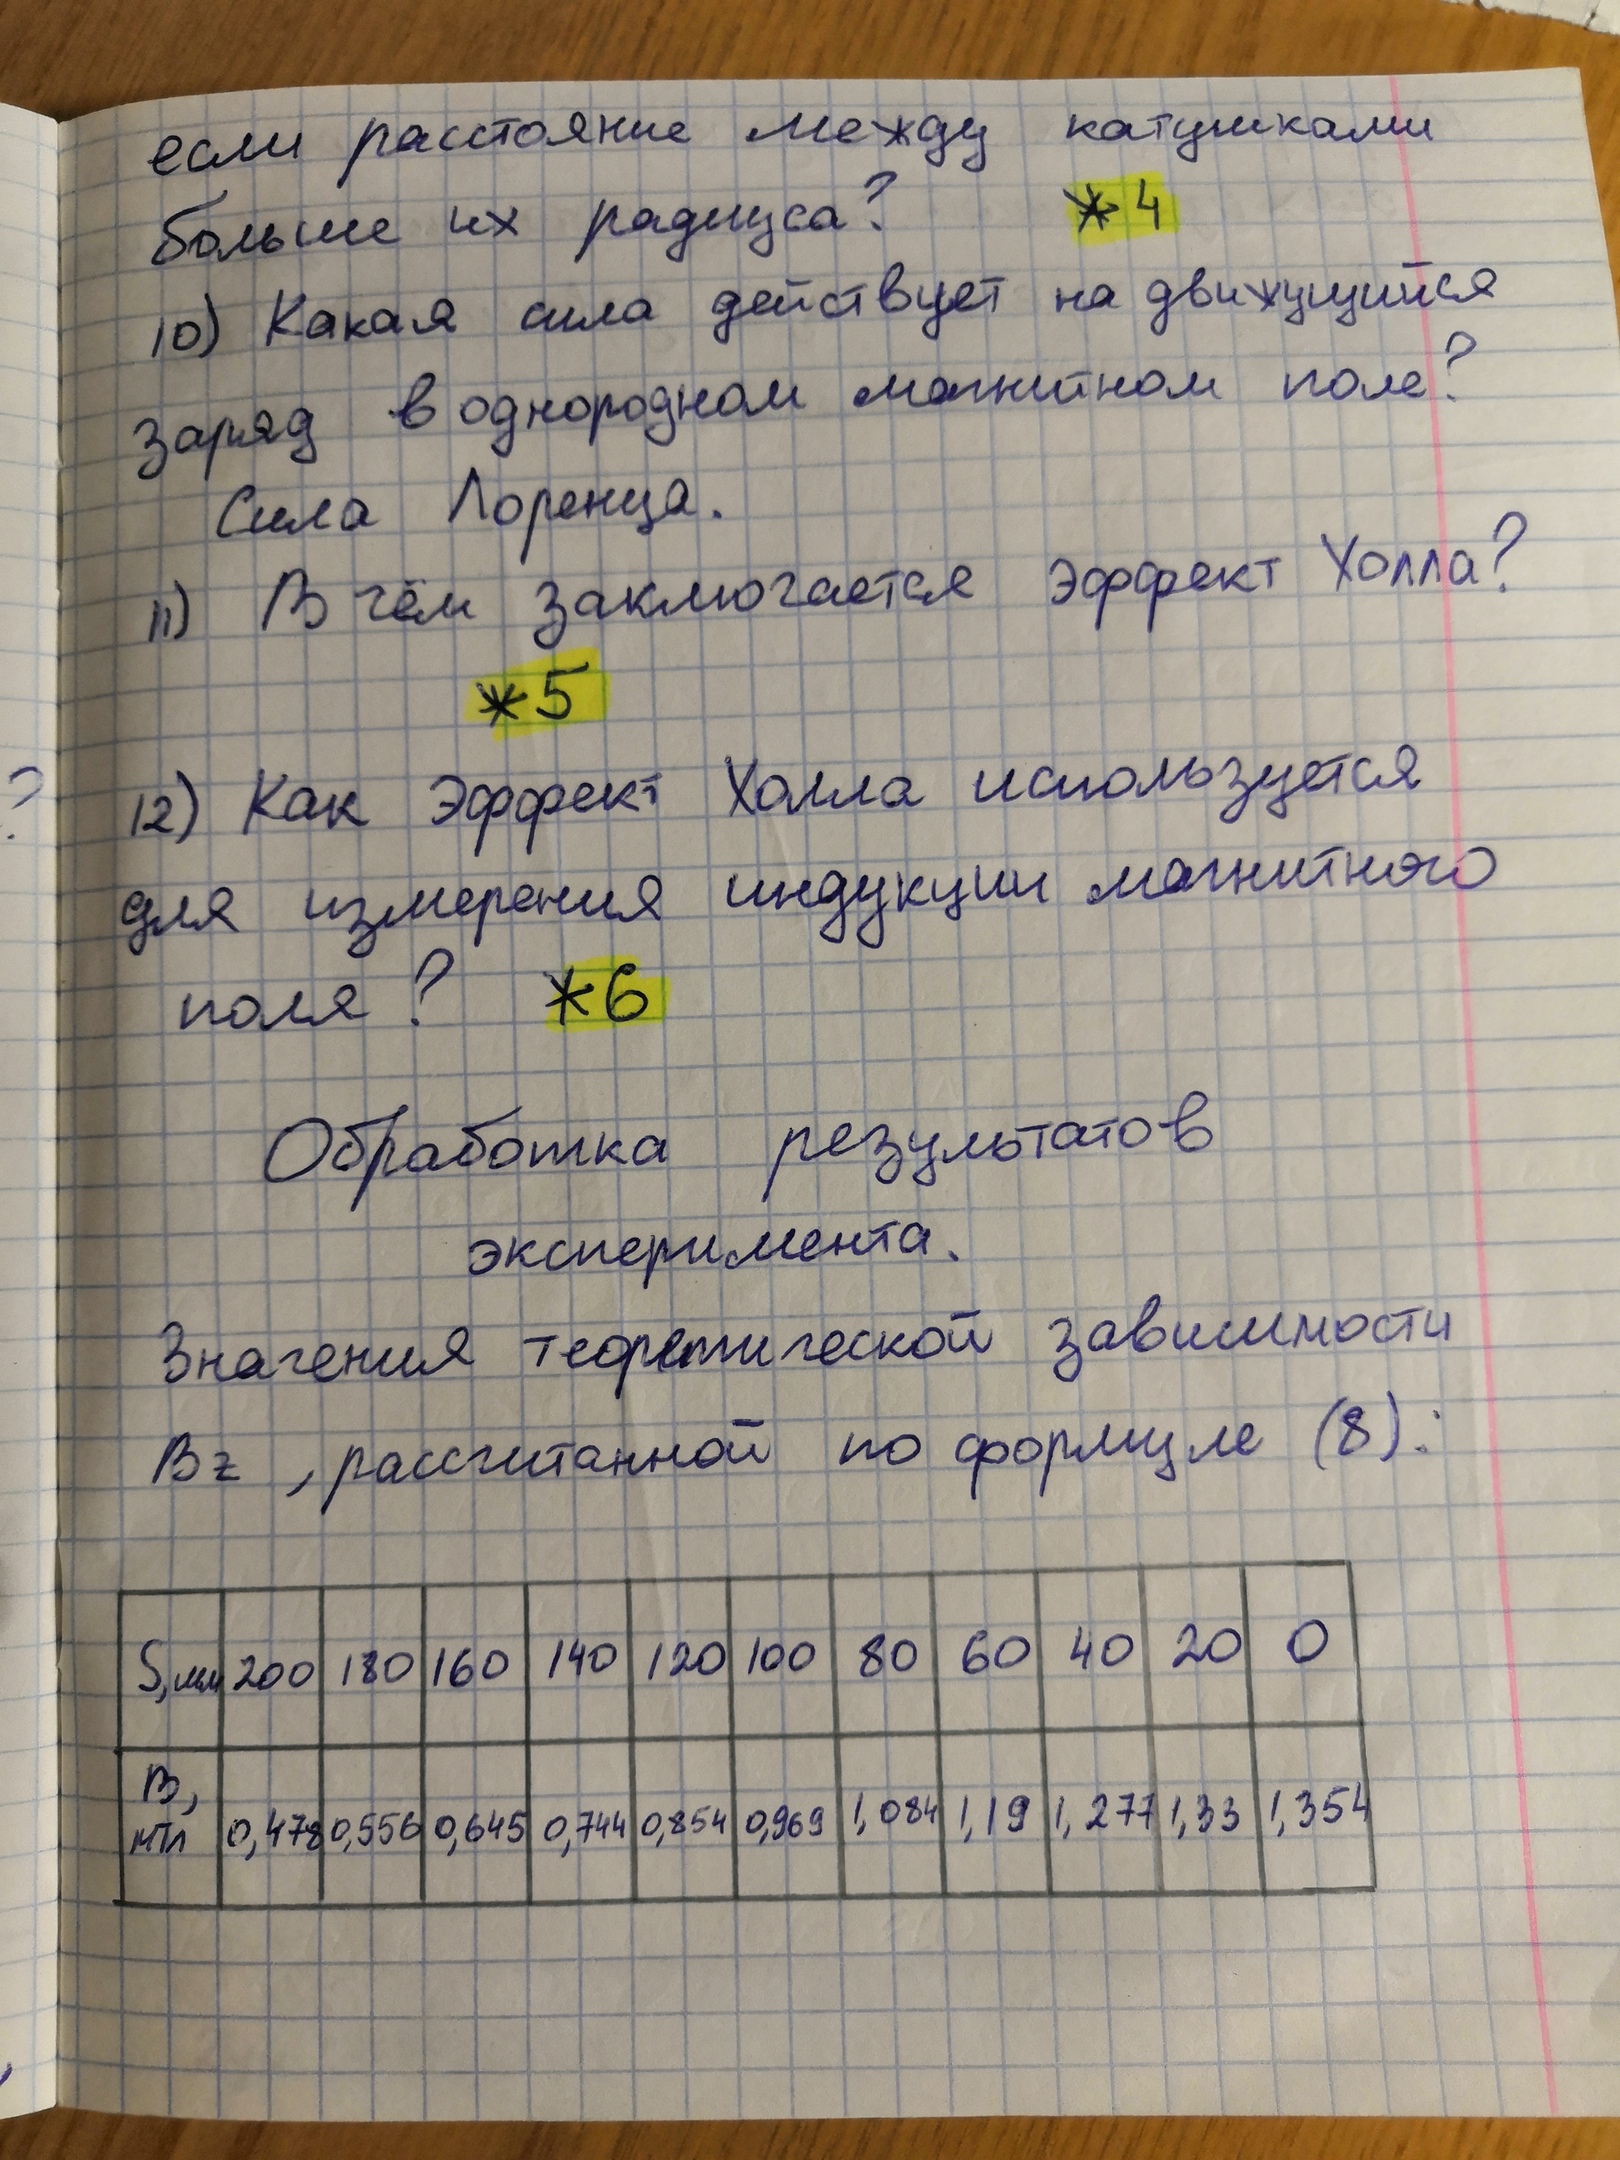 если расстояние между катушками
больше их радиуса? *4
10) Какая сила действует на движущийся
заряд в однородном магнитном поле?
Сила Лоренца.
11) В чём заключается эффект Холла?
*5
12) Как эффект Холла используется
для измерения индукции магнитного
поля? *6
Обработка результатов
эксперимента.
Значения теоретической зависимости
Bz, рассчитанной по формуле (8):
S, мм 200 180 160 140 120 100 80 60 40 20 0
B, мТл 0,478 0,556 0,645 0,744 0,854 0,969 1,084 1,19 1,277 1,33 1,354
?